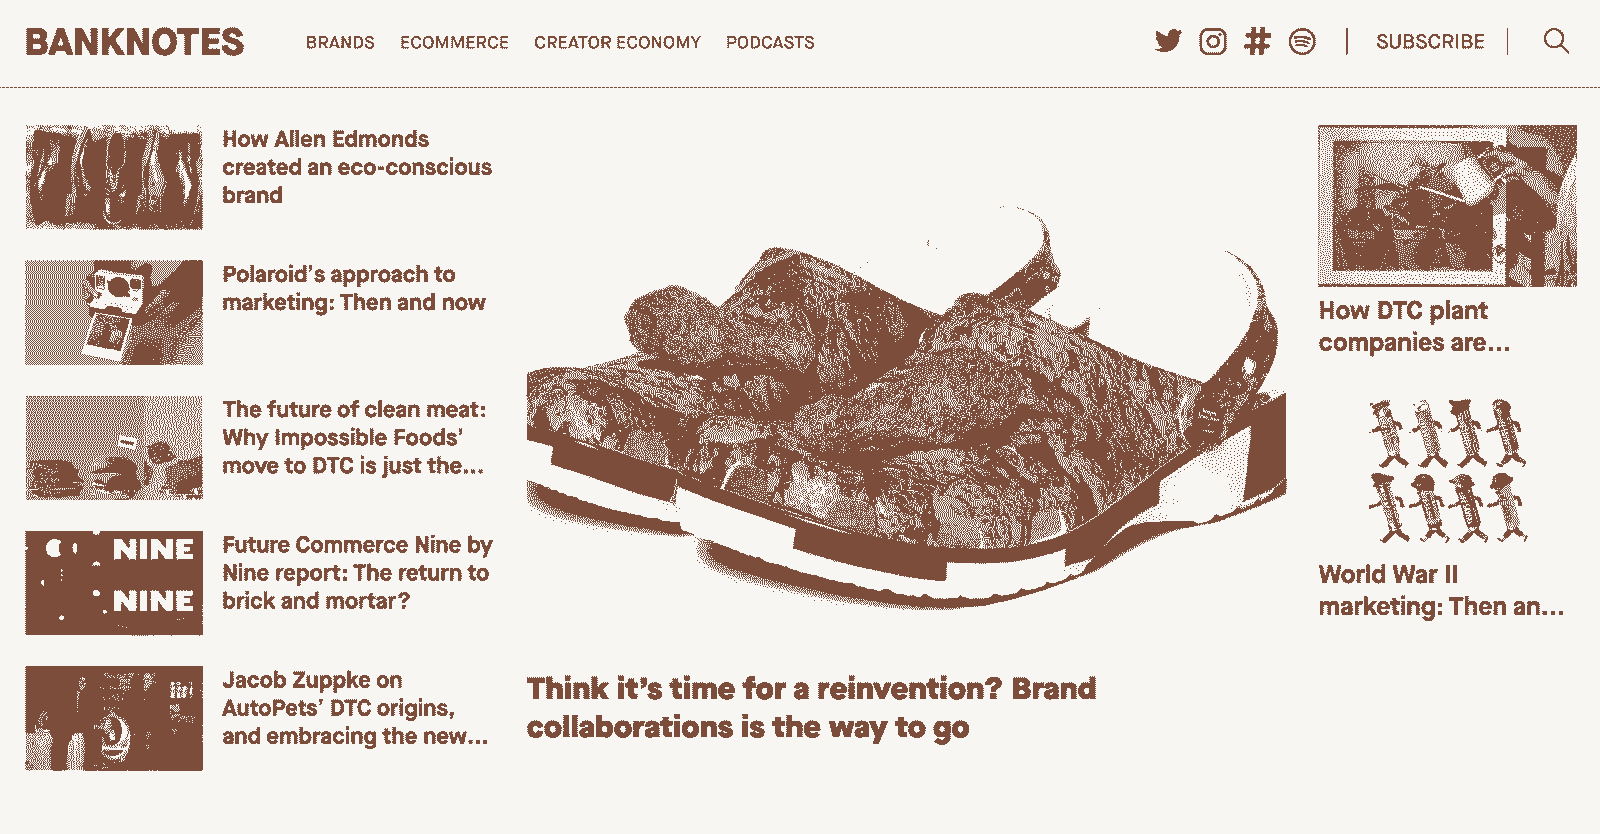 BANKNOTES
BRANDS
ECOMMERCE
CREATOR ECONOMY
PODCASTS
SUBSCRIBE
How Allen Edmonds
created an eco-conscious
brand
Polaroid's approach to
marketing: Then and now
The future of clean meat:
Why Impossible Foods'
move to DTC is just the...
NINE
NINE
Future Commerce Nine by
Nine report: The return to
brick and mortar?
Jacob Zuppke on
AutoPets' DTC origins,
and embracing the new...
Think it's time for a reinvention? Brand
collaborations is the way to go
How DTC plant
companies are...
World War II
marketing: Then an...